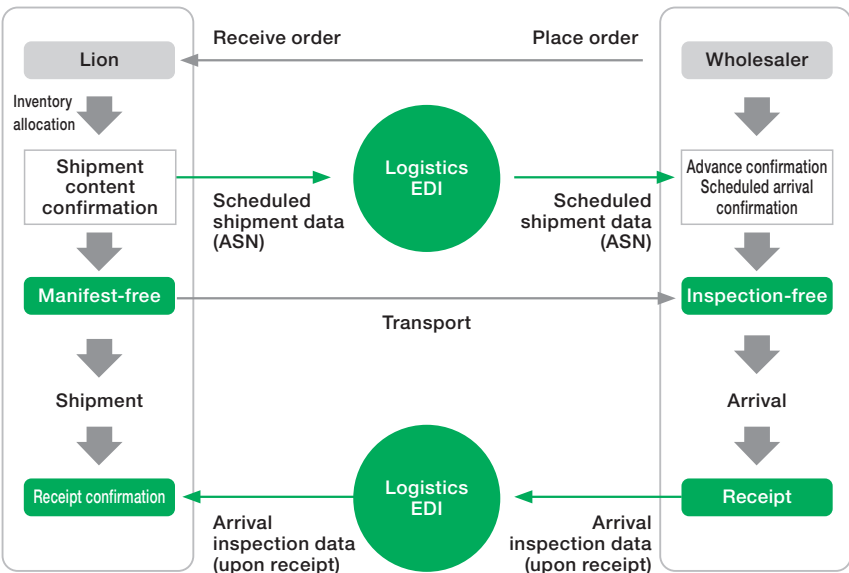 Receive order
Place order
Lion
Wholesaler
Inventory
allocation
Shipment
content
confirmation
Logistics
EDI
Advance confirmation
Scheduled arrival
confirmation
Scheduled
shipment data
(ASN)
Scheduled
shipment data
(ASN)
Manifest-free
Inspection-free
Transport
Shipment
Arrival
Receipt confirmation
Logistics
EDI
Receipt
Arrival
inspection data
(upon receipt)
Arrival
inspection data
(upon receipt)